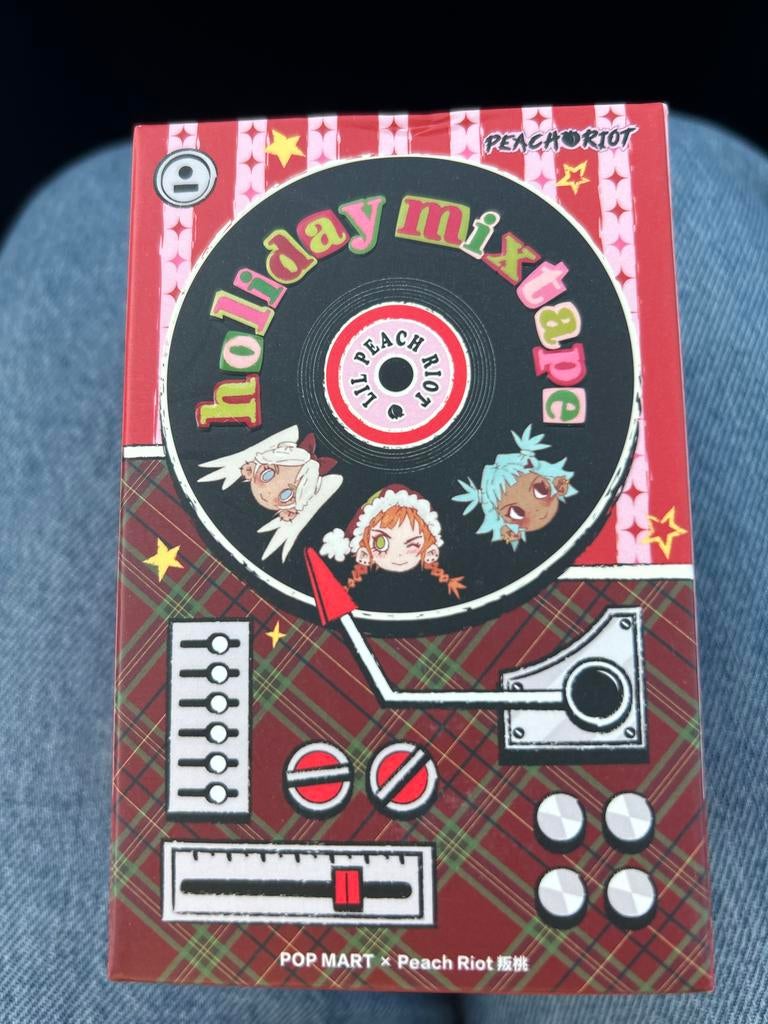 PEACH RIOT
holiday mixtape
LIL PEACH RIOT
POP MART × Peach Riot 叛桃